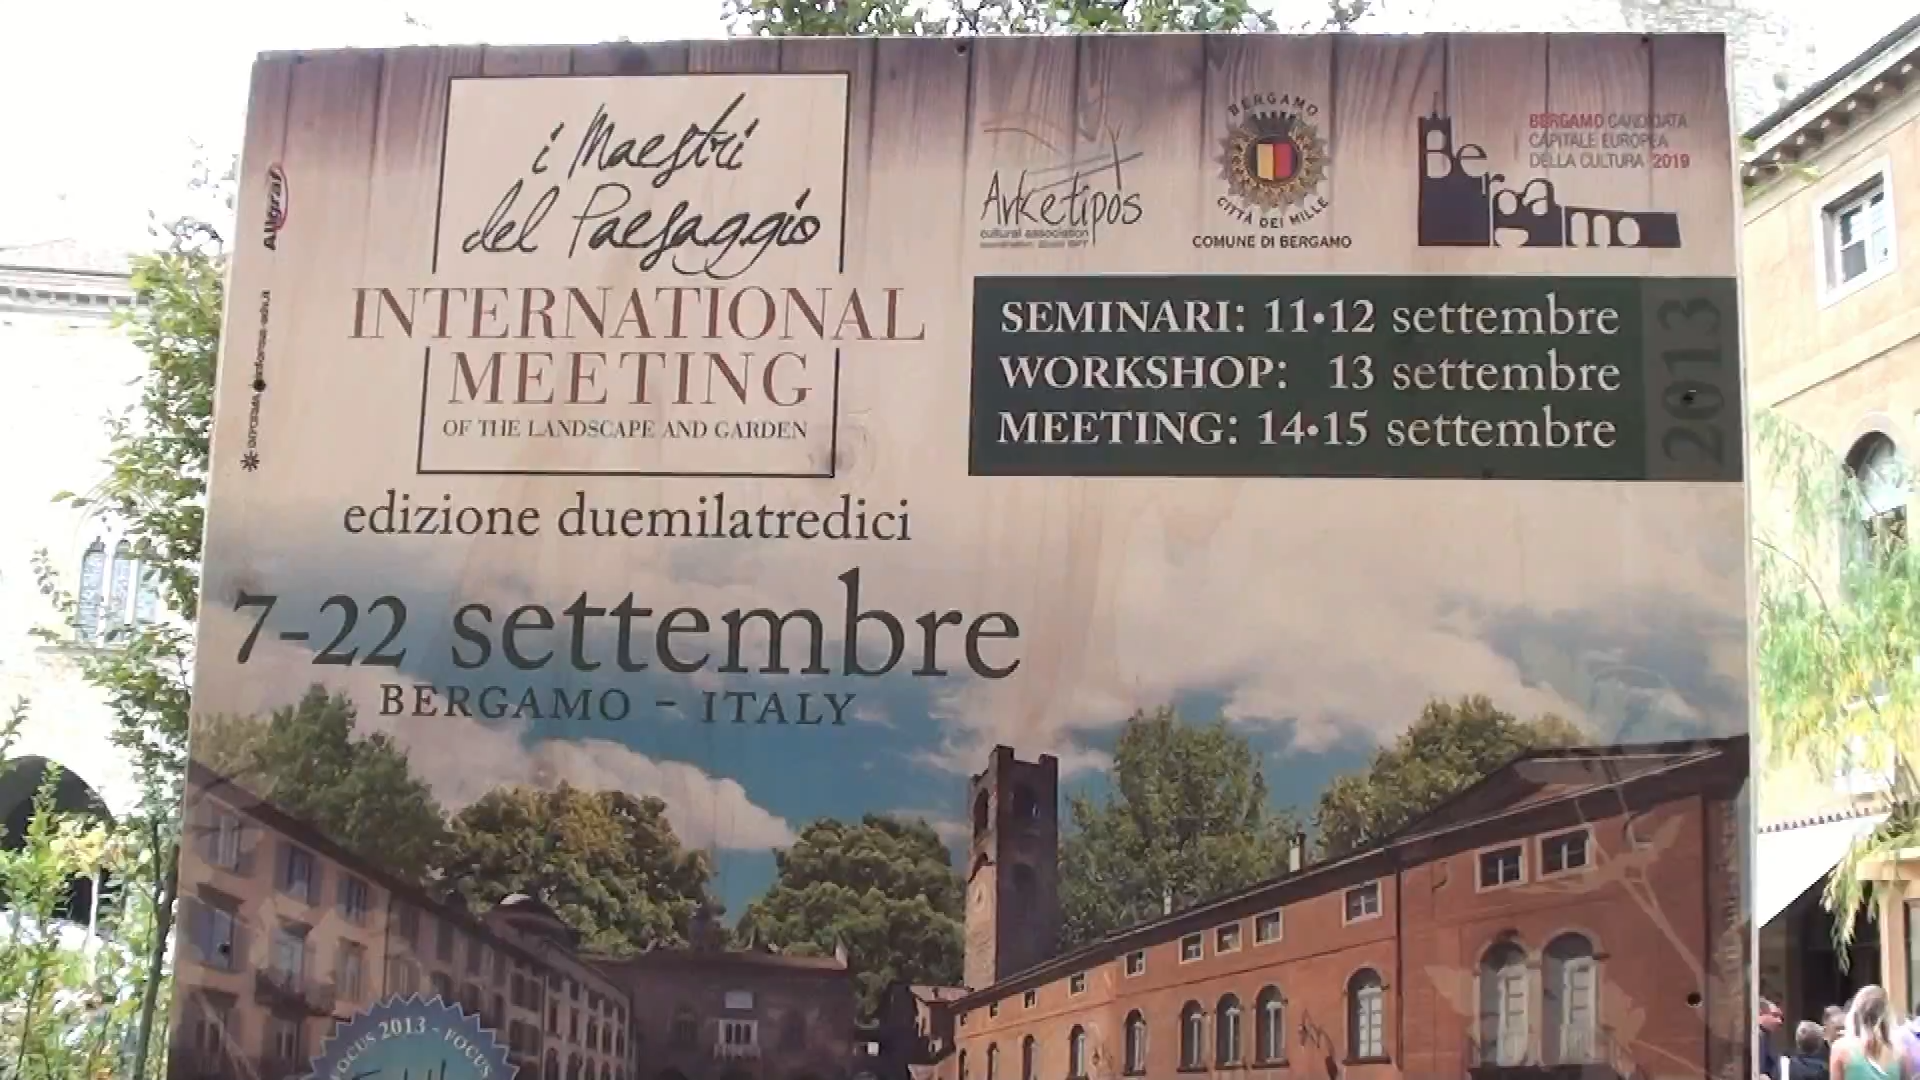 i Maestri
del Paesaggio
INTERNATIONAL
MEETING
OF THE LANDSCAPE AND GARDEN
edizione duemilatredici
7-22 settembre
BERGAMO - ITALY
Allgraf
Arketipos
cultural association
BERGAMO
CITTÀ DEI MILLE
COMUNE DI BERGAMO
Bergamo
BERGAMO CANDIDATA
CAPITALE EUROPEA
DELLA CULTURA 2019
SEMINARI: 11•12 settembre
WORKSHOP: 13 settembre
MEETING: 14•15 settembre
2013
FOCUS 2013 - FOCUS